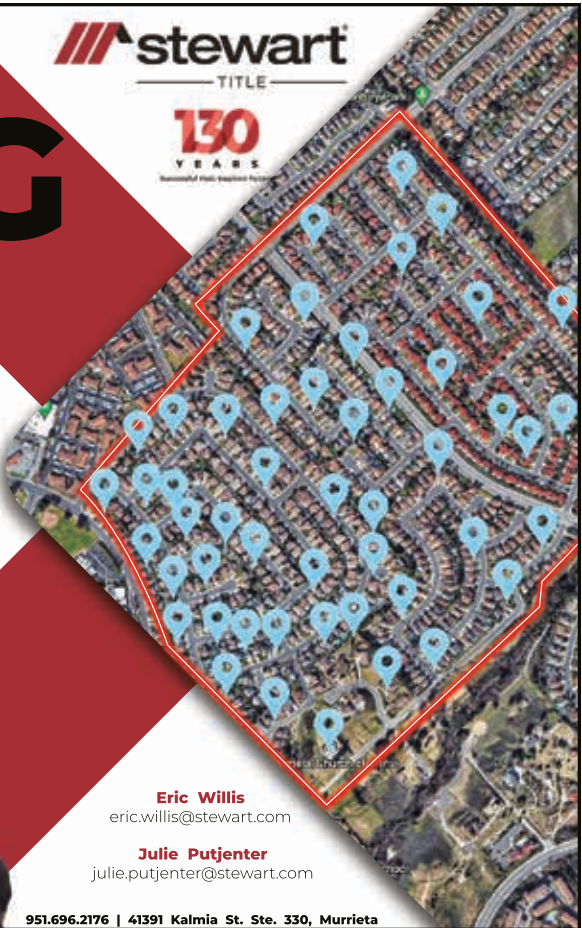 stewart
TITLE
130
YEARS
G
Eric Willis
eric.willis@stewart.com
Julie Putjenter
julie.putjenter@stewart.com
951.696.2176 | 41391 Kalmia St. Ste. 330, Murrieta